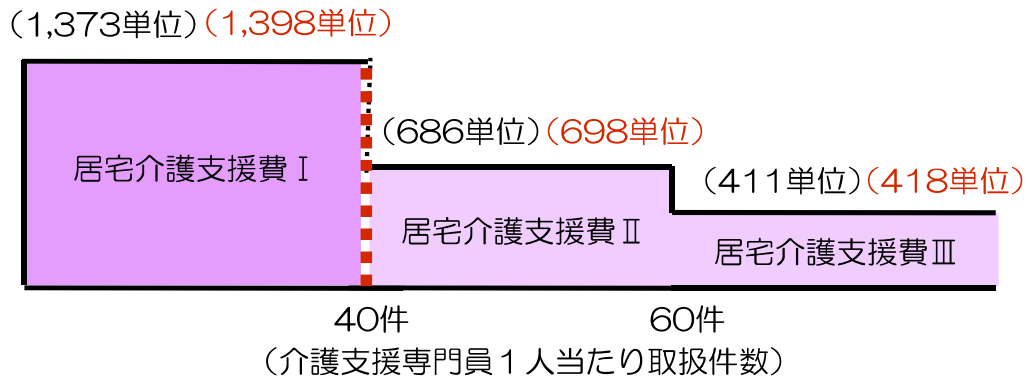 (1,373単位)(1,398単位)
(686単位)(698単位)
(411単位)(418単位)
居宅介護支援費Ⅰ
居宅介護支援費Ⅱ
居宅介護支援費Ⅲ
40件
60件
(介護支援専門員1人当たり取扱件数)